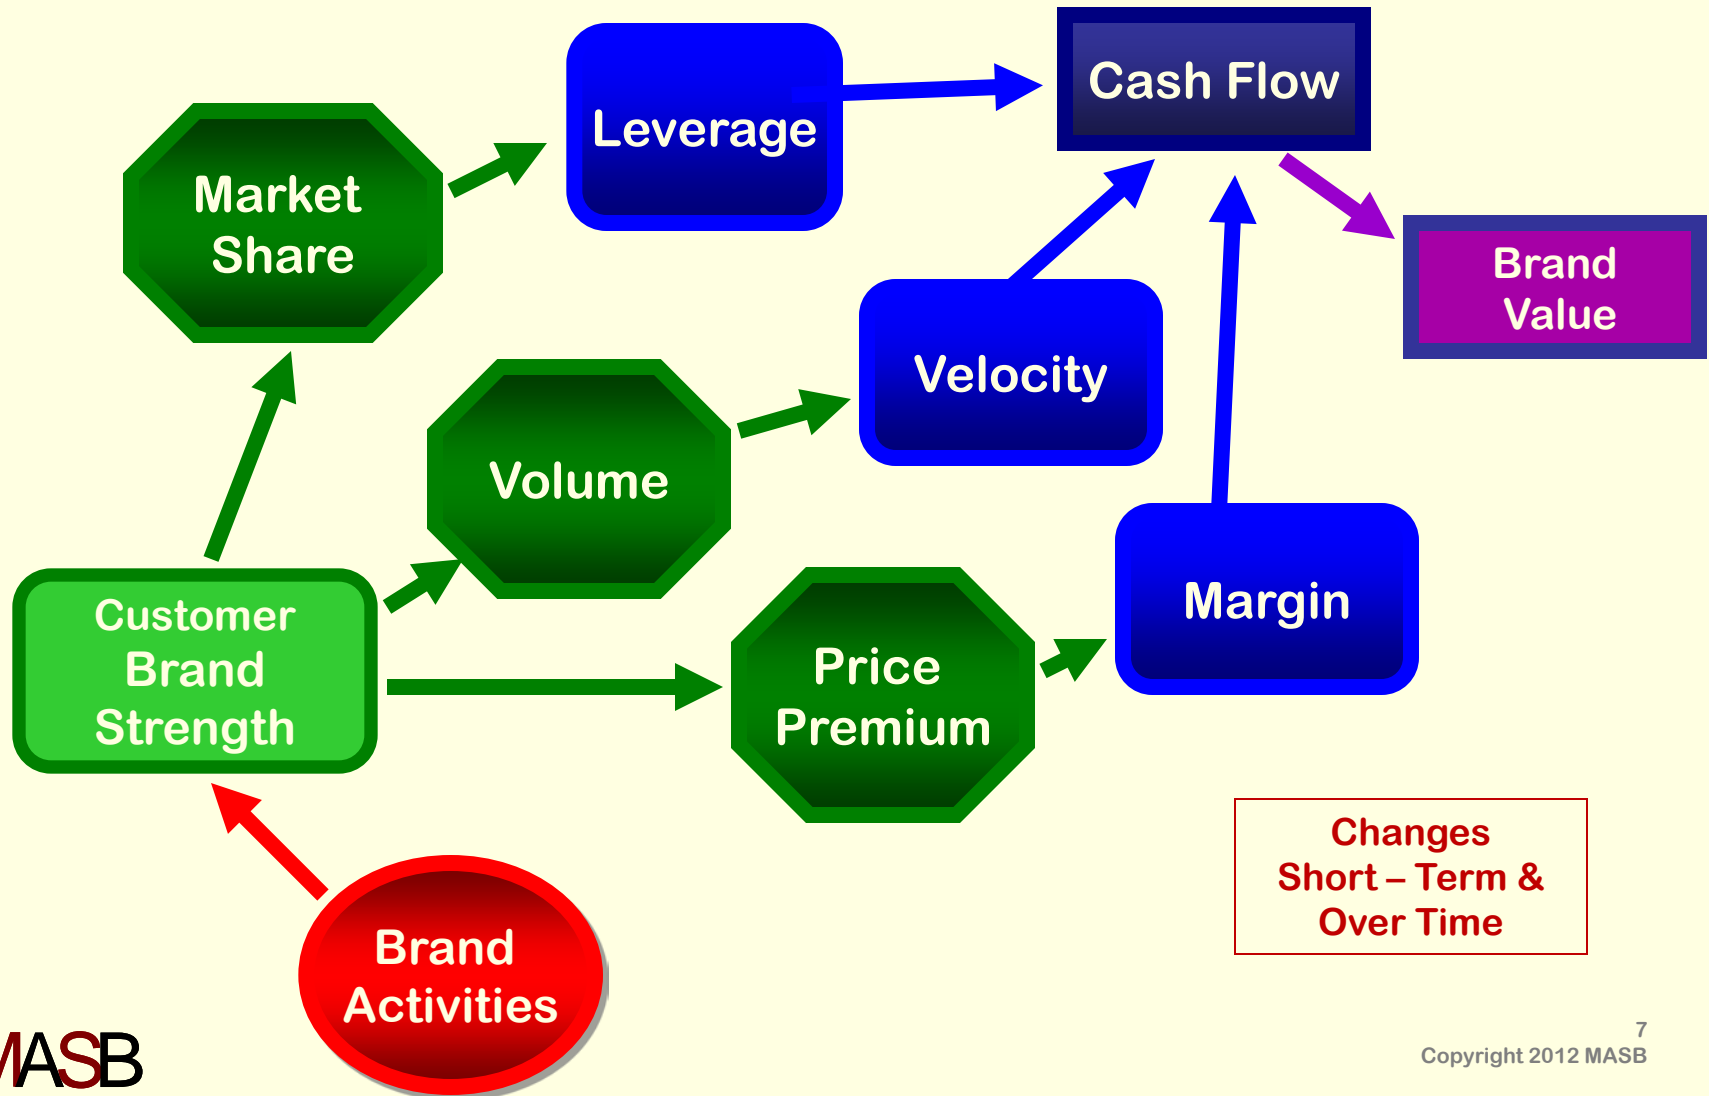 Leverage
Cash Flow
Market
Share
Brand
Value
Velocity
Volume
Customer
Brand
Strength
Price
Premium
Margin
Changes
Short – Term &
Over Time
Brand
Activities
MASB
7
Copyright 2012 MASB